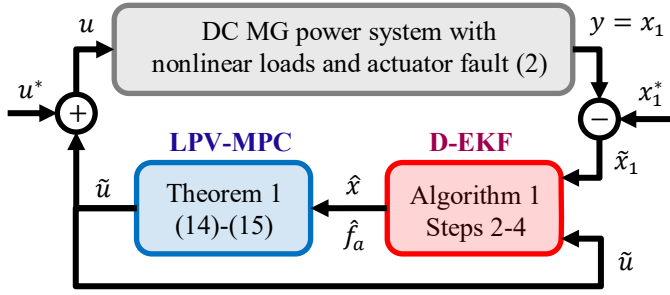 u
DC MG power system with
nonlinear loads and actuator fault (2)
y = x₁
u*
+
−
x₁*
LPV-MPC
D-EKF
x̃₁
ũ
Theorem 1
(14)-(15)
x̂
f̂ₐ
Algorithm 1
Steps 2-4
ũ